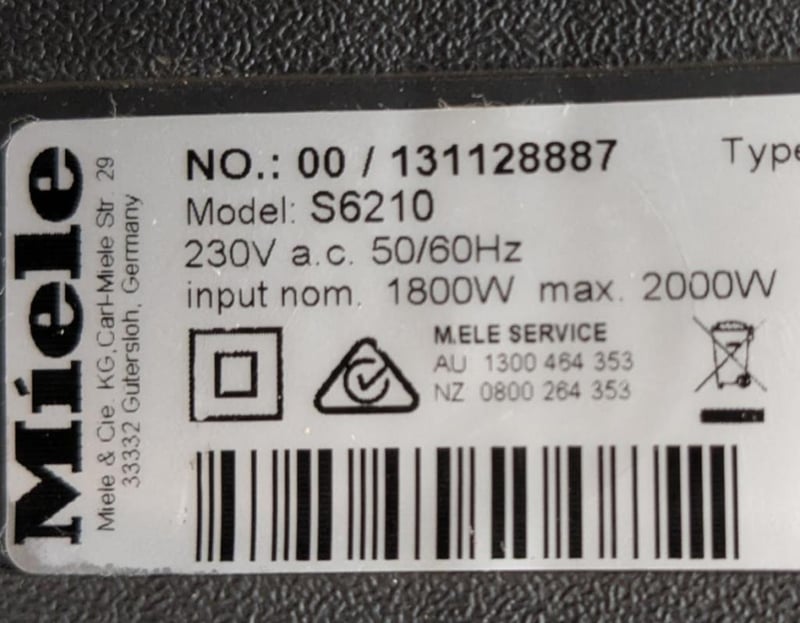 Miele
Miele & Cie. KG, Carl-Miele Str. 29
33332 Gutersloh, Germany
NO.: 00 / 131128887
Type
Model: S6210
230V a.c. 50/60Hz
input nom. 1800W max. 2000W
MIELE SERVICE
AU 1300 464 353
NZ 0800 264 353